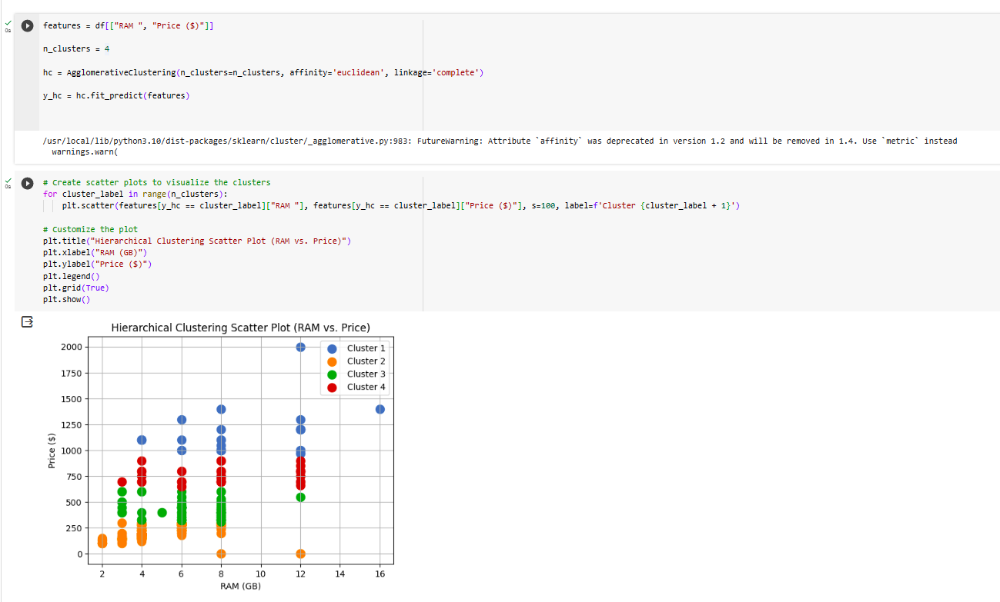 0s
features = df[["RAM ", "Price ($)"]]
n_clusters = 4
hc = AgglomerativeClustering(n_clusters=n_clusters, affinity='euclidean', linkage='complete')
y_hc = hc.fit_predict(features)
/usr/local/lib/python3.10/dist-packages/sklearn/cluster/_agglomerative.py:983: FutureWarning: Attribute `affinity` was deprecated in version 1.2 and will be removed in 1.4. Use `metric` instead
warnings.warn(
0s
# Create scatter plots to visualize the clusters
for cluster_label in range(n_clusters):
plt.scatter(features[y_hc == cluster_label]["RAM "], features[y_hc == cluster_label]["Price ($)"], s=100, label=f'Cluster {cluster_label + 1}')
# Customize the plot
plt.title("Hierarchical Clustering Scatter Plot (RAM vs. Price)")
plt.xlabel("RAM (GB)")
plt.ylabel("Price ($)")
plt.legend()
plt.grid(True)
plt.show()
Hierarchical Clustering Scatter Plot (RAM vs. Price)
Cluster 1
Cluster 2
Cluster 3
Cluster 4
2000
1750
1500
1250
1000
750
500
250
0
Price ($)
2 4 6 8 10 12 14 16
RAM (GB)